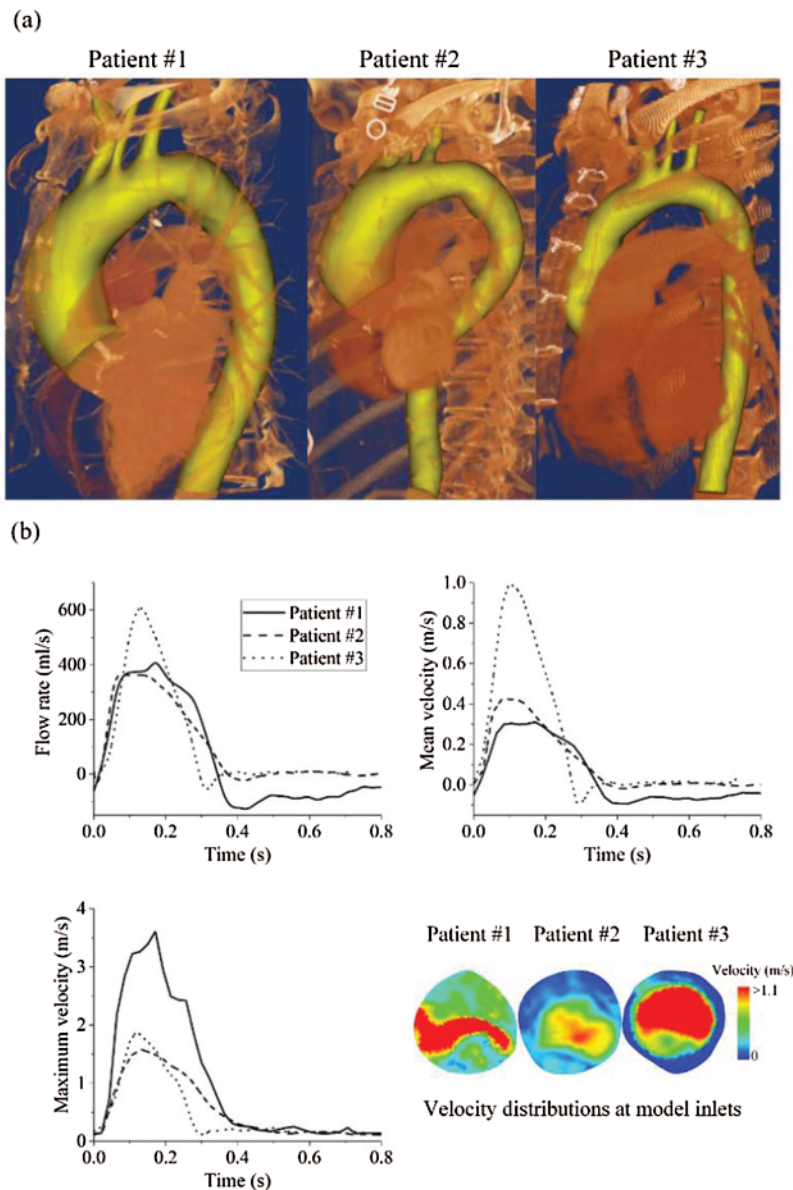 (a)
Patient #1 Patient #2 Patient #3
(b)
Flow rate (ml/s)
600
400
200
0
0.0 0.2 0.4 0.6 0.8
Time (s)
Patient #1
Patient #2
Patient #3
Mean velocity (m/s)
1.0
0.8
0.6
0.4
0.2
0.0
0.0 0.2 0.4 0.6 0.8
Time (s)
Maximum velocity (m/s)
4
3
2
1
0
0.0 0.2 0.4 0.6 0.8
Time (s)
Patient #1 Patient #2 Patient #3
Velocity (m/s)
>1.1
0
Velocity distributions at model inlets